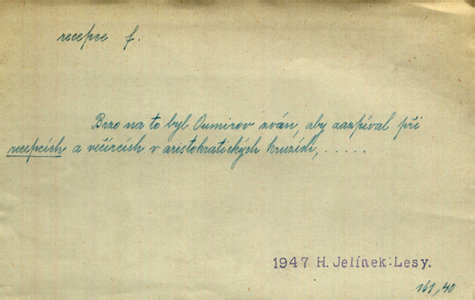 recepce f.
Brzo na to byl Oumirov zván, aby zazpíval při
recepcích a večírcích v aristokratických kruzích, .....
1947 H. Jelínek: Lesy.
161,40